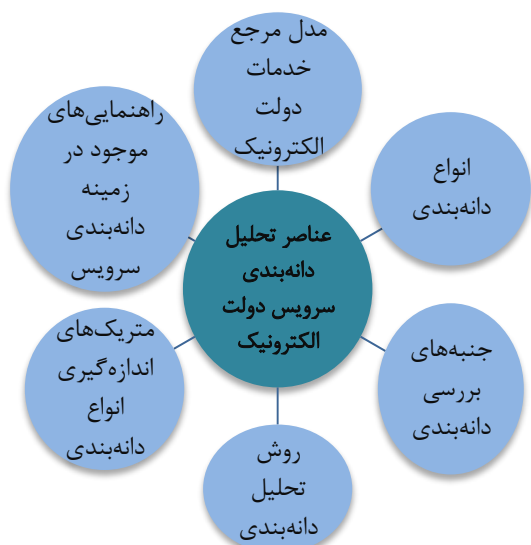 مدل مرجع
خدمات
دولت
الکترونیک
انواع
دانه‌بندی
جنبه‌های
بررسی
دانه‌بندی
روش
تحلیل
دانه‌بندی
متریک‌های
اندازه‌گیری
انواع
دانه‌بندی
راهنمایی‌های
موجود در
زمینه
دانه‌بندی
سرویس
عناصر تحلیل
دانه‌بندی
سرویس دولت
الکترونیک